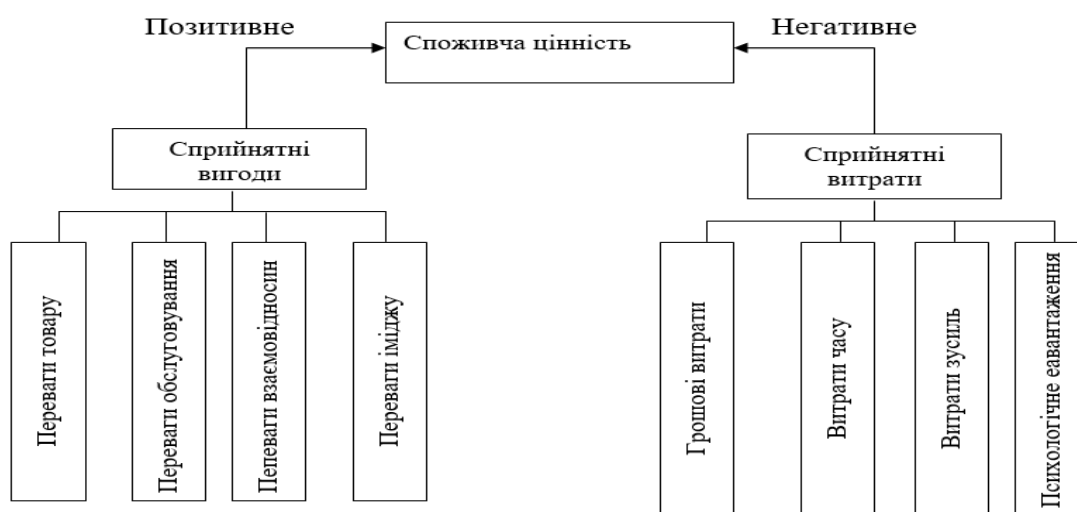 Позитивне
Споживча цінність
Негативне
Сприйнятні
вигоди
Сприйнятні
витрати
Переваги товару
Переваги обслуговування
Пепеваги взаємовідносин
Переваги іміджу
Грошові витрати
Витрати часу
Витрати зусиль
Психологічне еавантаження